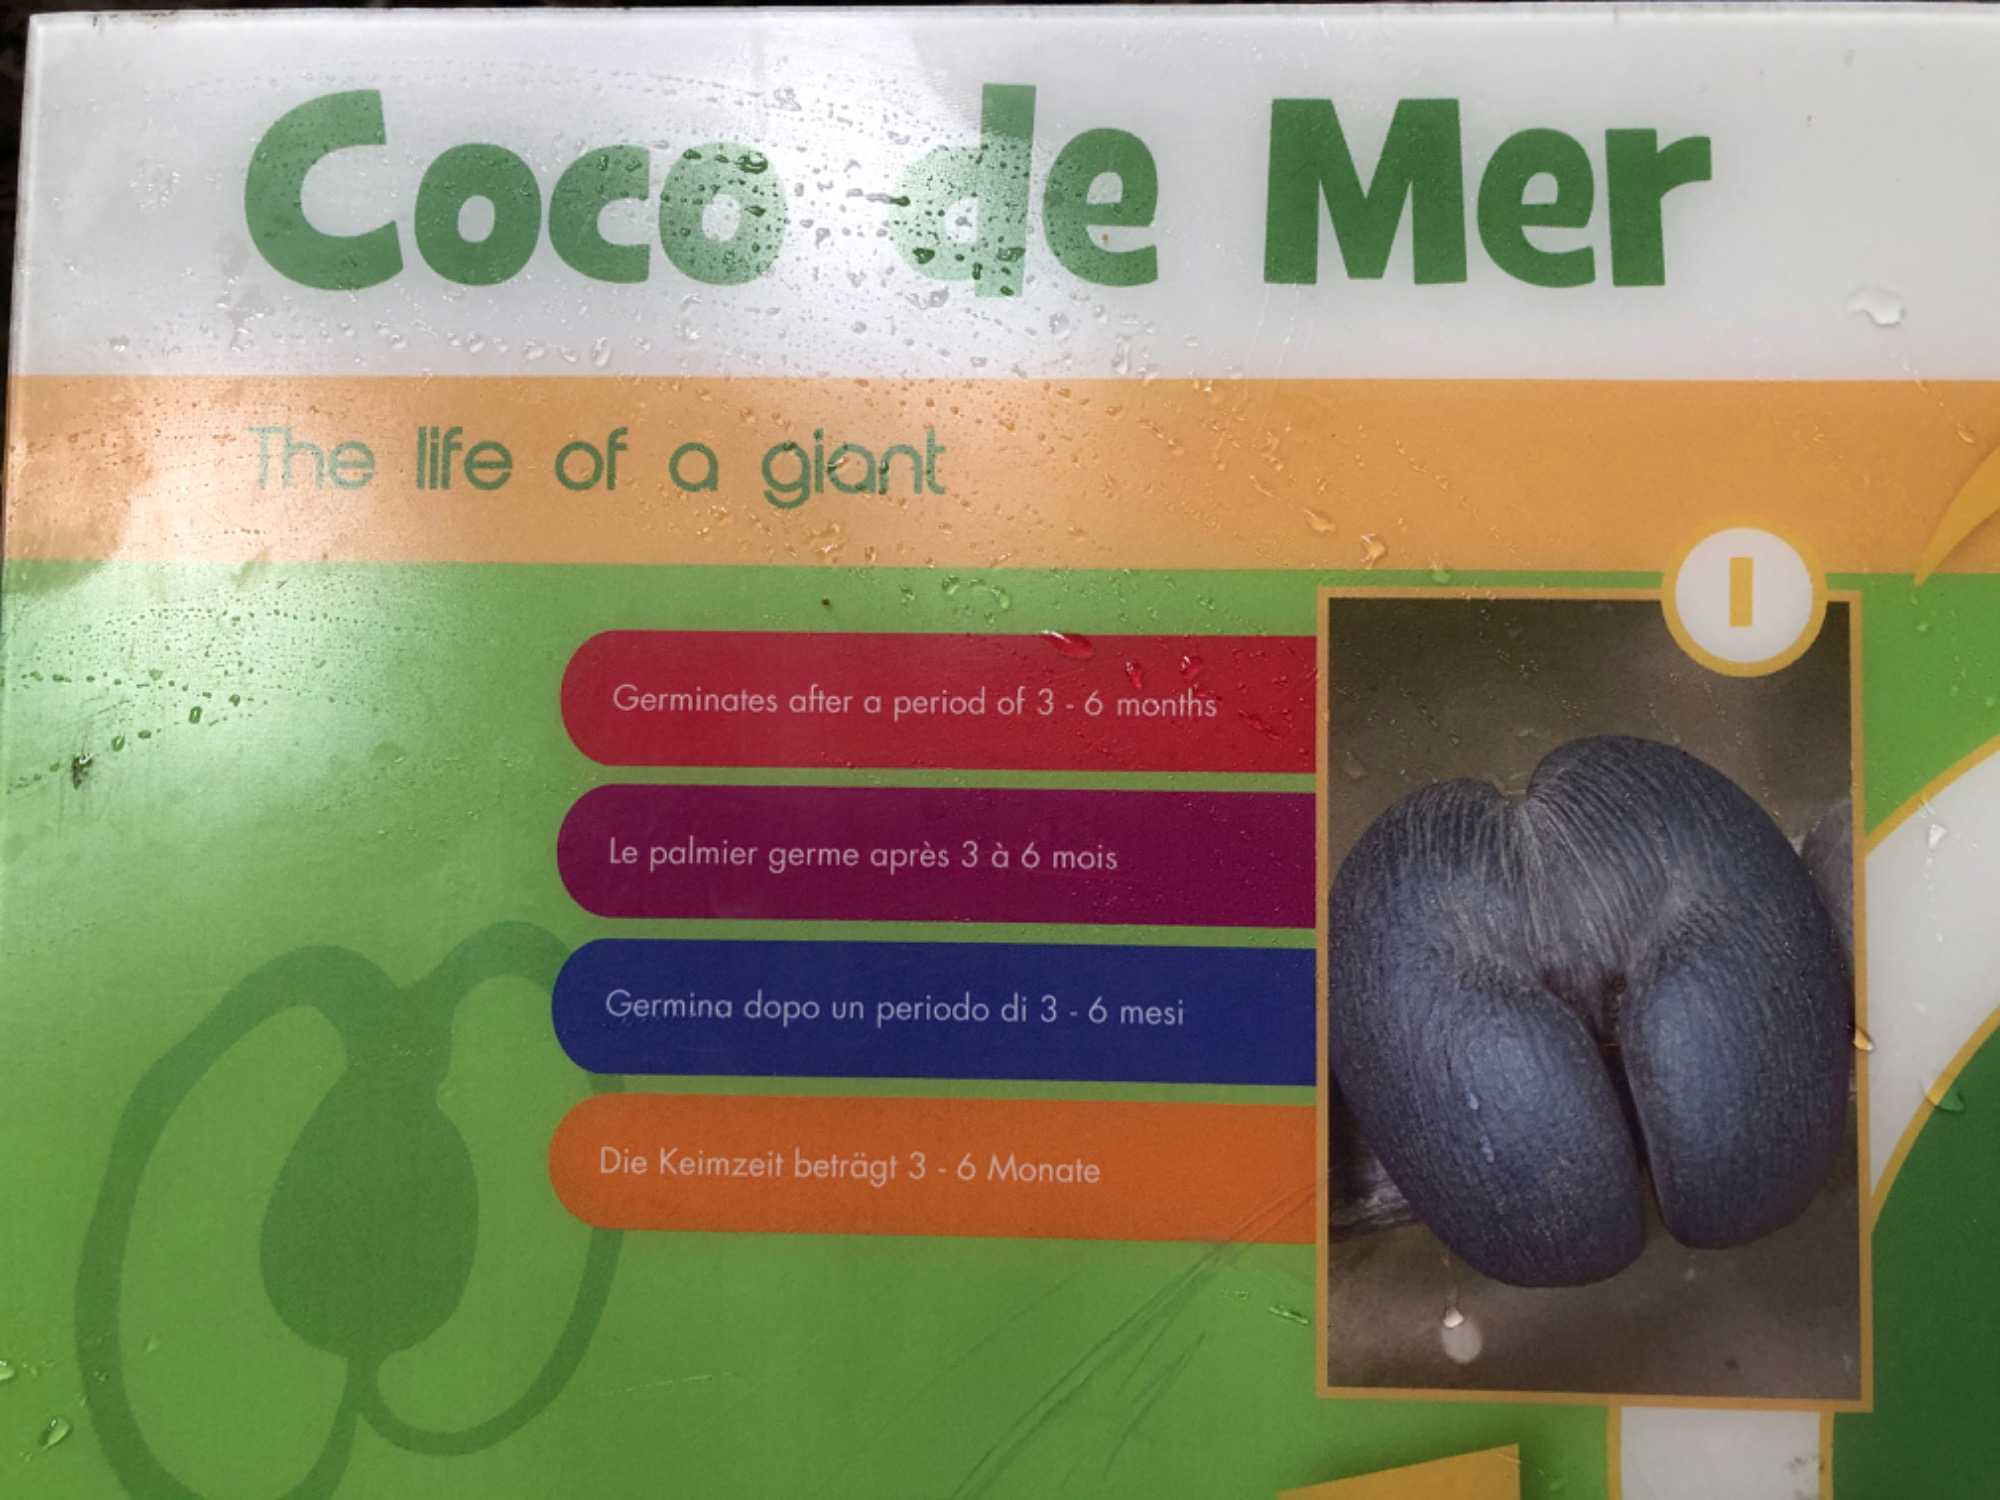 Coco de Mer
The life of a giant
1
Germinates after a period of 3 - 6 months
Le palmier germe après 3 à 6 mois
Germina dopo un periodo di 3 - 6 mesi
Die Keimzeit beträgt 3 - 6 Monate